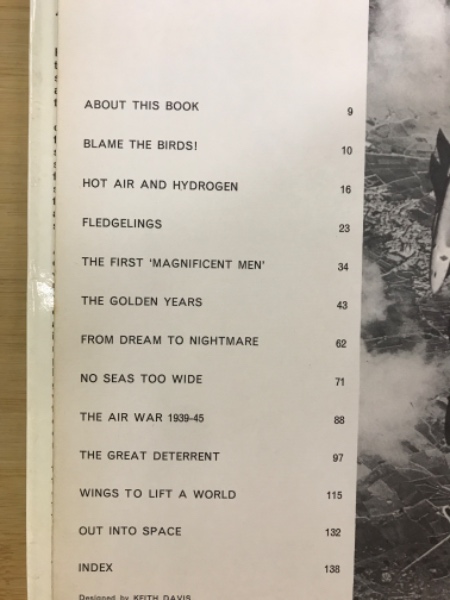 ABOUT THIS BOOK 9
BLAME THE BIRDS! 10
HOT AIR AND HYDROGEN 16
FLEDGELINGS 23
THE FIRST ‘MAGNIFICENT MEN’ 34
THE GOLDEN YEARS 43
FROM DREAM TO NIGHTMARE 62
NO SEAS TOO WIDE 71
THE AIR WAR 1939-45 88
THE GREAT DETERRENT 97
WINGS TO LIFT A WORLD 115
OUT INTO SPACE 132
INDEX 138
Designed by KEITH DAVIS